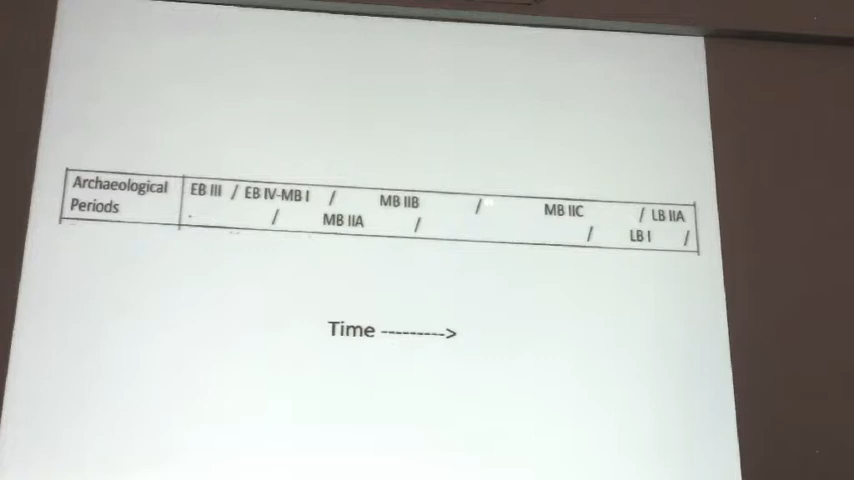 Archaeological Periods
EB III / EB IV-MB I / MB IIB / MB IIC / LB IIA
/ MB IIA / / LB I /
Time --------->